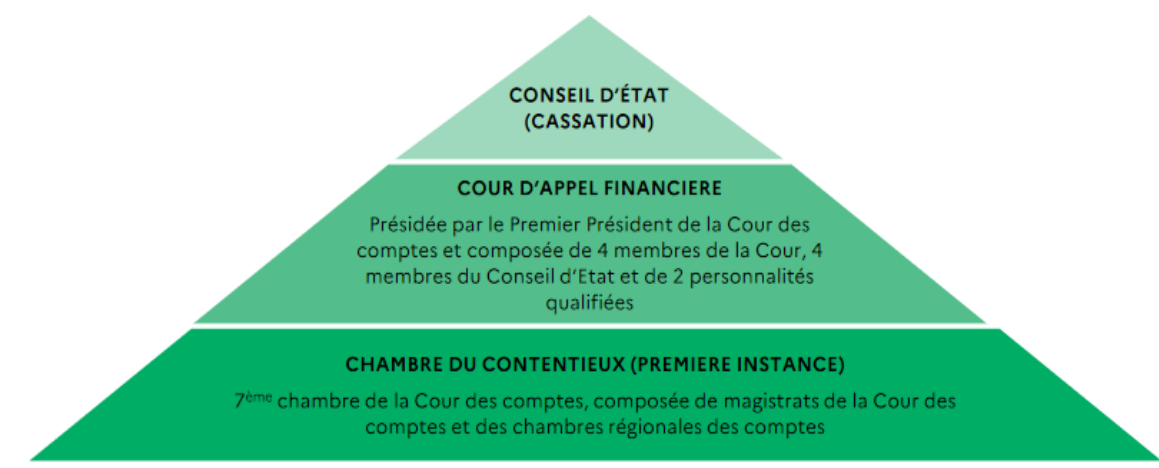 CONSEIL D’ÉTAT
(CASSATION)
COUR D’APPEL FINANCIERE
Présidée par le Premier Président de la Cour des
comptes et composée de 4 membres de la Cour, 4
membres du Conseil d’Etat et de 2 personnalités
qualifiées
CHAMBRE DU CONTENTIEUX (PREMIERE INSTANCE)
7ème chambre de la Cour des comptes, composée de magistrats de la Cour des
comptes et des chambres régionales des comptes